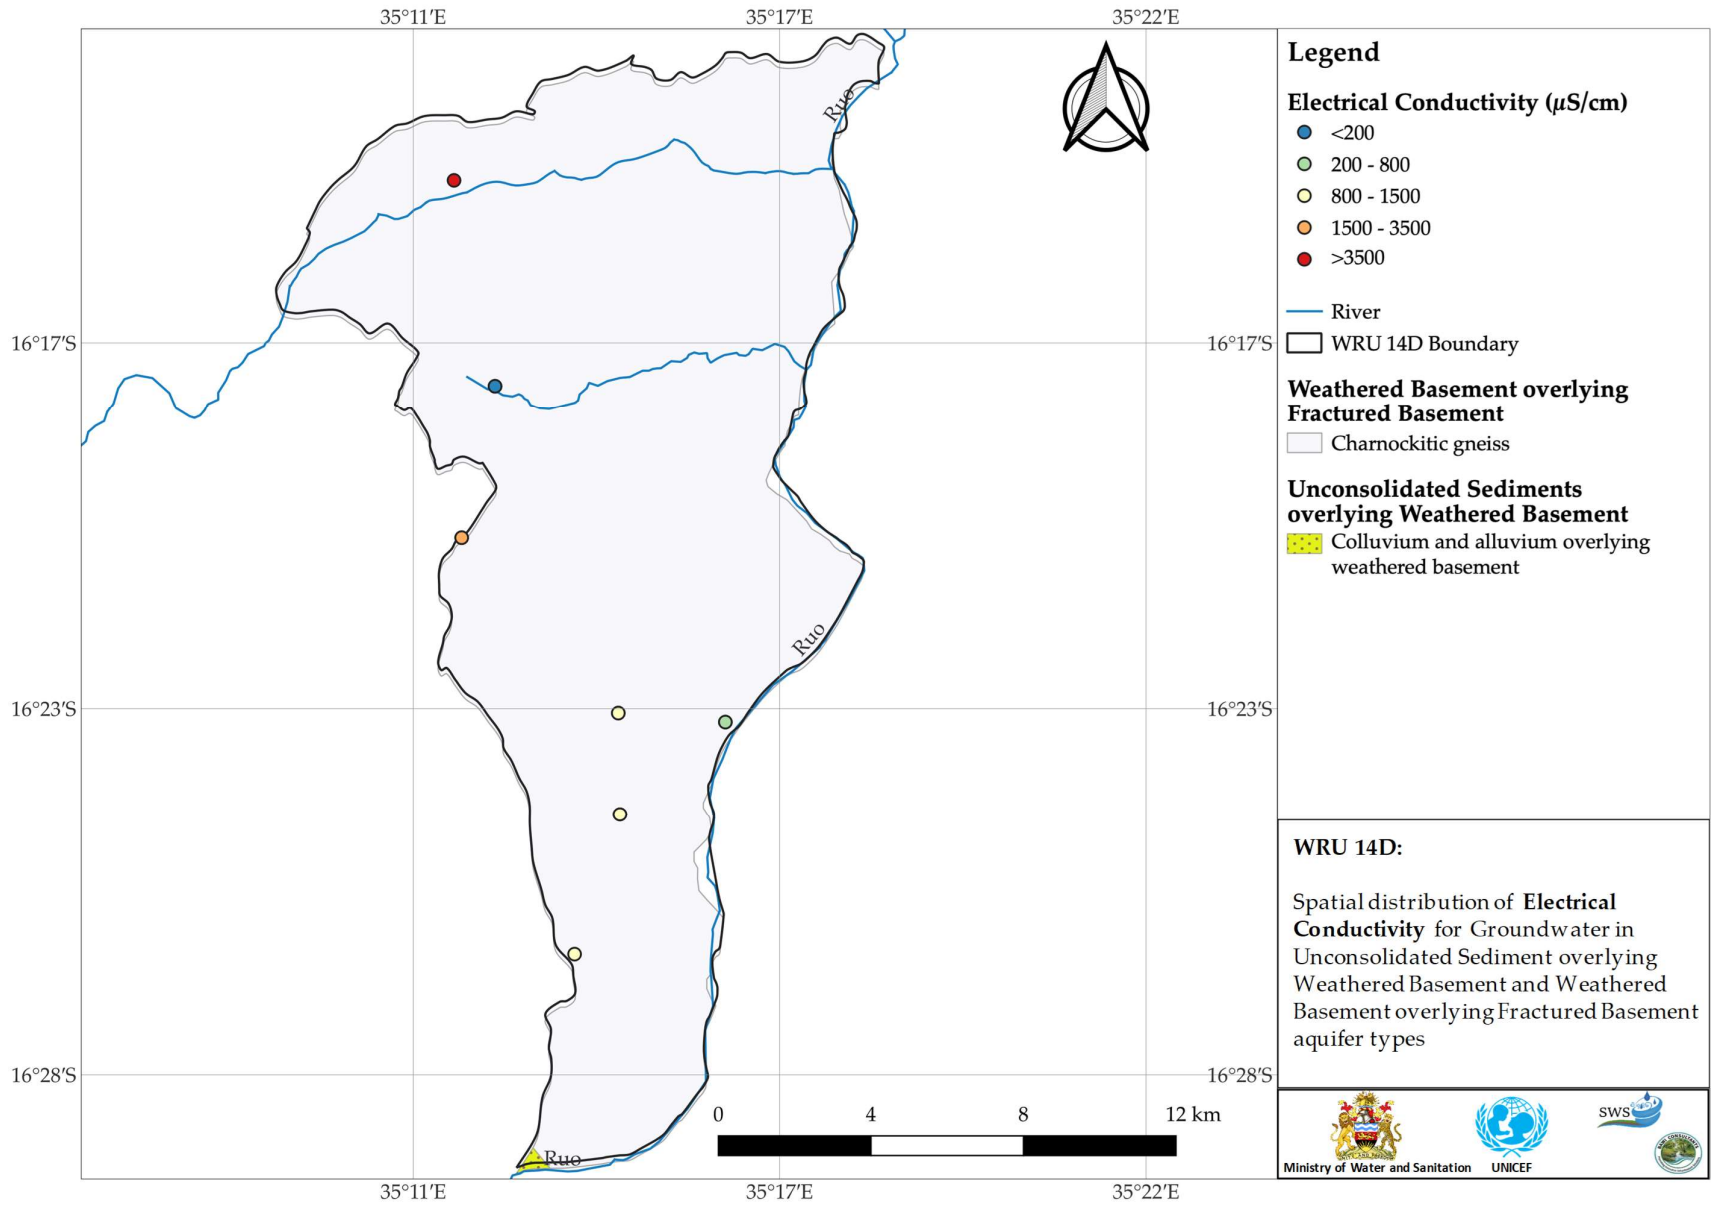 35°11′E
35°17′E
35°22′E
Ruo
16°17′S
16°17′S
Ruo
16°23′S
16°23′S
16°28′S
16°28′S
0
4
8
12 km
Ruo
35°11′E
35°17′E
35°22′E
Legend
Electrical Conductivity (µS/cm)
<200
200 - 800
800 - 1500
1500 - 3500
>3500
River
WRU 14D Boundary
Weathered Basement overlying
Fractured Basement
Charnockitic gneiss
Unconsolidated Sediments
overlying Weathered Basement
Colluvium and alluvium overlying
weathered basement
WRU 14D:
Spatial distribution of Electrical
Conductivity for Groundwater in
Unconsolidated Sediment overlying
Weathered Basement and Weathered
Basement overlying Fractured Basement
aquifer types
Ministry of Water and Sanitation
UNICEF
SWS